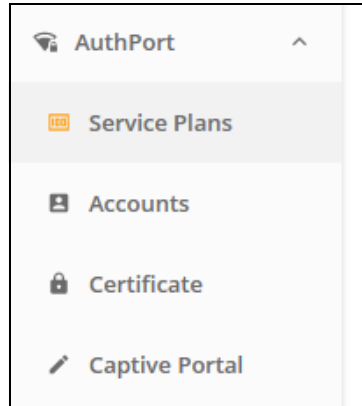 AuthPort
Service Plans
Accounts
Certificate
Captive Portal